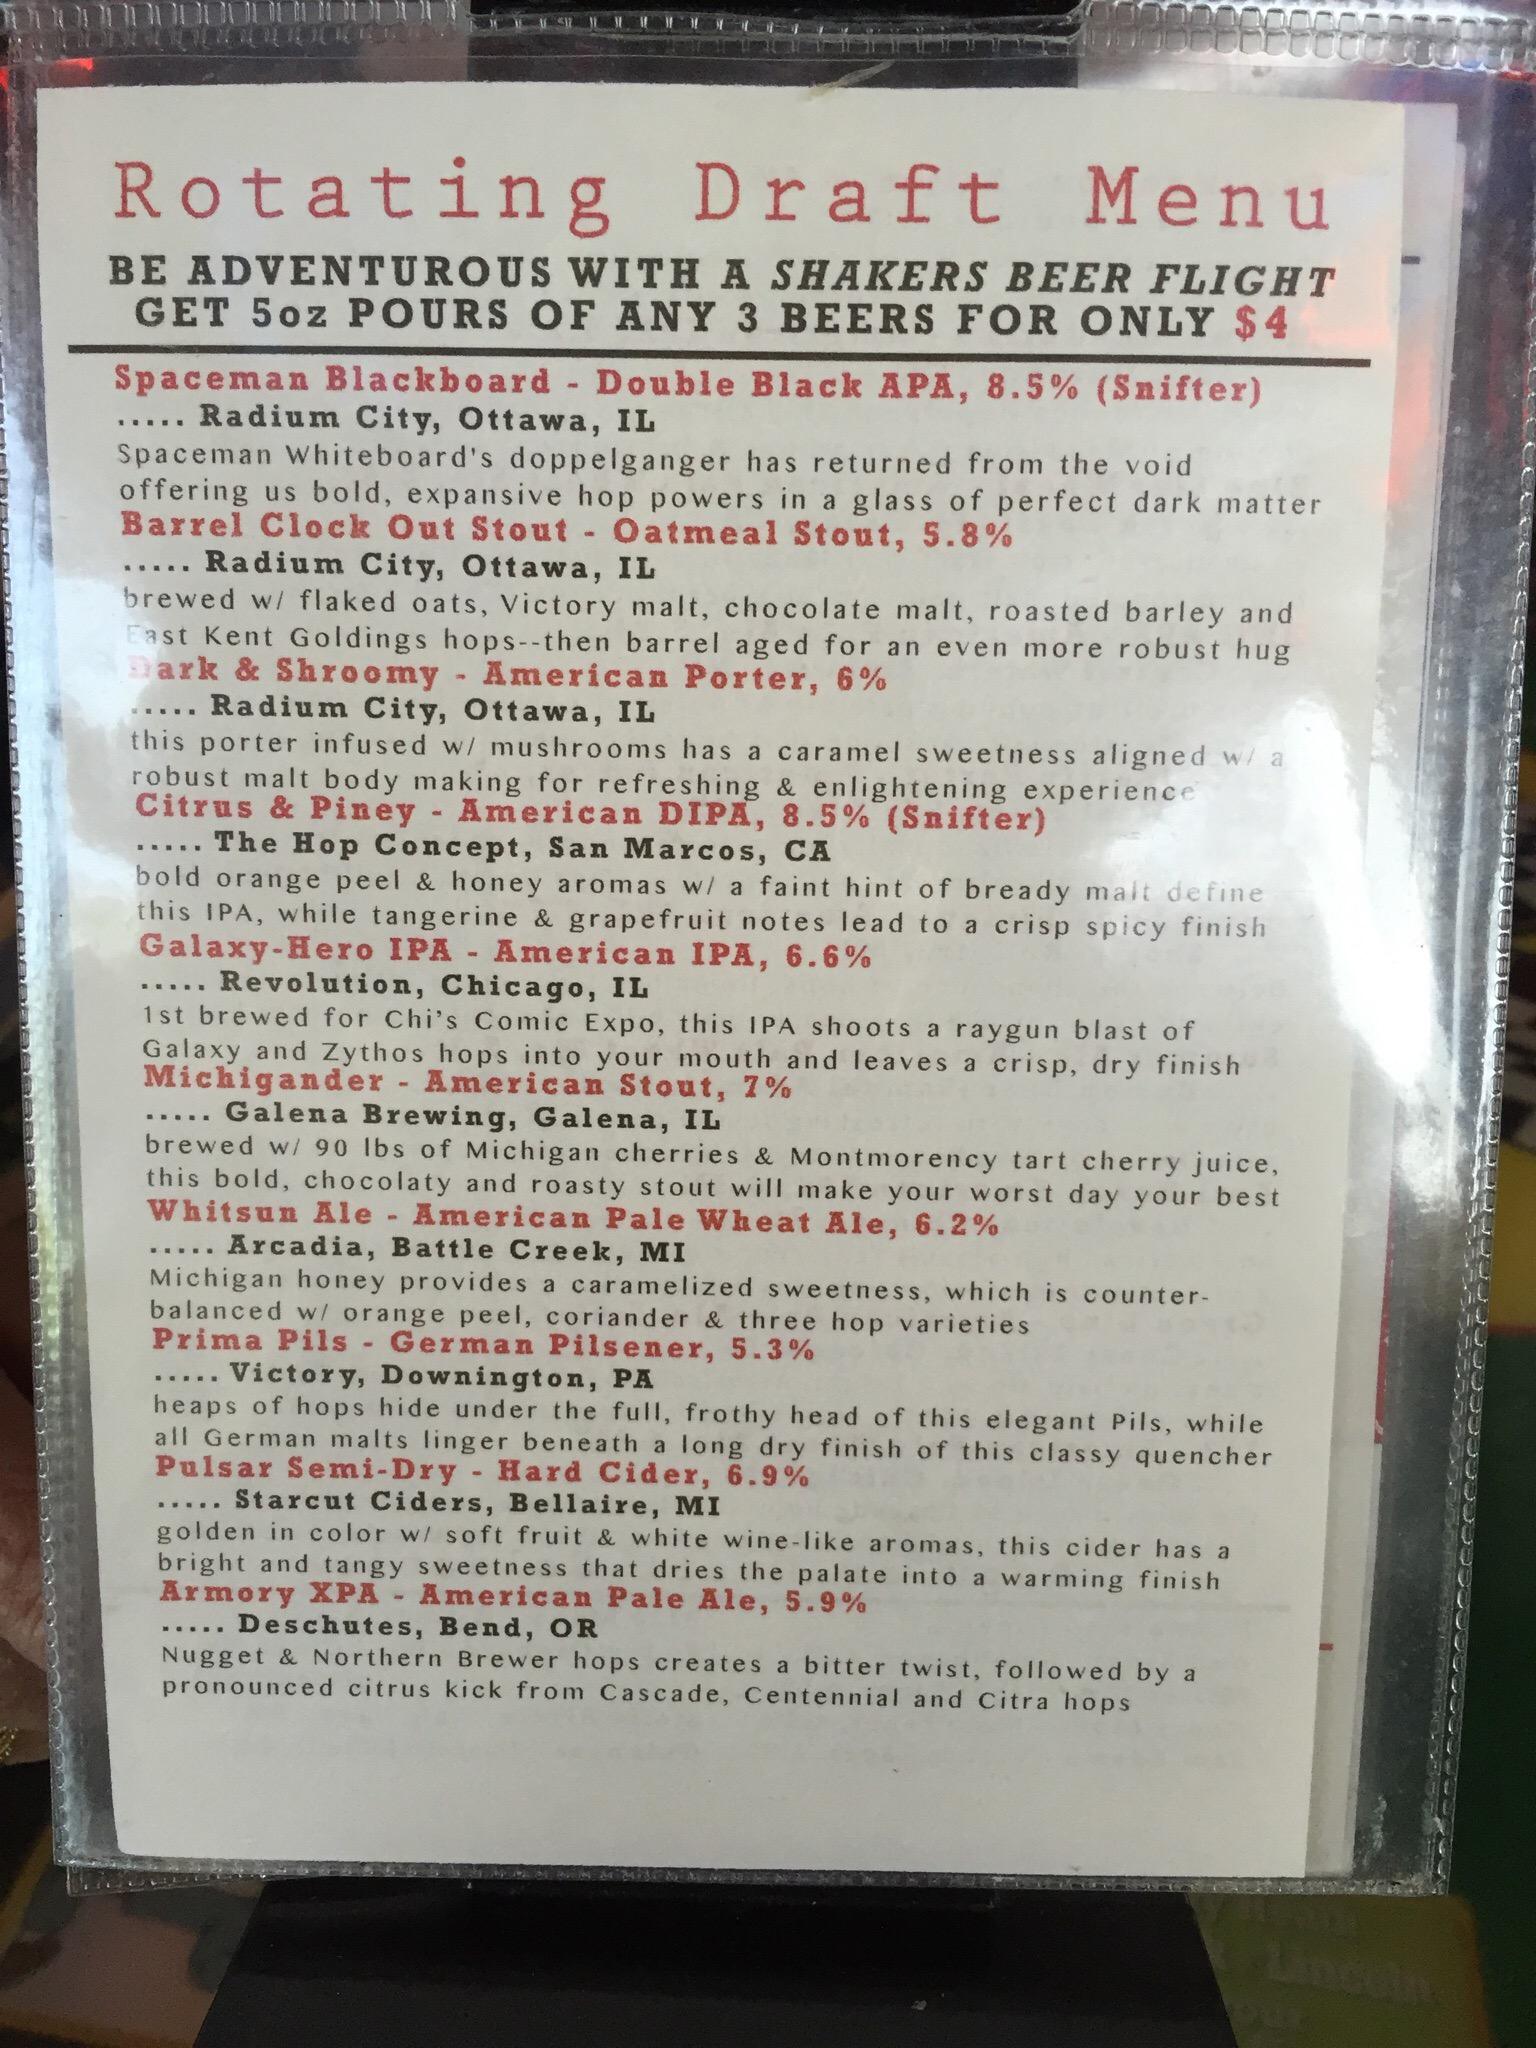 Rotating Draft Menu
BE ADVENTUROUS WITH A SHAKERS BEER FLIGHT
GET 5oz POURS OF ANY 3 BEERS FOR ONLY $4
Spaceman Blackboard - Double Black APA, 8.5% (Snifter)
..... Radium City, Ottawa, IL
Spaceman Whiteboard's doppelganger has returned from the void
offering us bold, expansive hop powers in a glass of perfect dark matter
Barrel Clock Out Stout - Oatmeal Stout, 5.8%
..... Radium City, Ottawa, IL
brewed w/ flaked oats, Victory malt, chocolate malt, roasted barley and
East Kent Goldings hops--then barrel aged for an even more robust hug
Dark & Shroomy - American Porter, 6%
..... Radium City, Ottawa, IL
this porter infused w/ mushrooms has a caramel sweetness aligned w/ a
robust malt body making for refreshing & enlightening experience
Citrus & Piney - American DIPA, 8.5% (Snifter)
..... The Hop Concept, San Marcos, CA
bold orange peel & honey aromas w/ a faint hint of bready malt define
this IPA, while tangerine & grapefruit notes lead to a crisp spicy finish
Galaxy-Hero IPA - American IPA, 6.6%
..... Revolution, Chicago, IL
1st brewed for Chi's Comic Expo, this IPA shoots a raygun blast of
Galaxy and Zythos hops into your mouth and leaves a crisp, dry finish
Michigander - American Stout, 7%
..... Galena Brewing, Galena, IL
brewed w/ 90 lbs of Michigan cherries & Montmorency tart cherry juice,
this bold, chocolaty and roasty stout will make your worst day your best
Whitsun Ale - American Pale Wheat Ale, 6.2%
..... Arcadia, Battle Creek, MI
Michigan honey provides a caramelized sweetness, which is counter-
balanced w/ orange peel, coriander & three hop varieties
Prima Pils - German Pilsener, 5.3%
..... Victory, Downington, PA
heaps of hops hide under the full, frothy head of this elegant Pils, while
all German malts linger beneath a long dry finish of this classy quencher
Pulsar Semi-Dry - Hard Cider, 6.9%
..... Starcut Ciders, Bellaire, MI
golden in color w/ soft fruit & white wine-like aromas, this cider has a
bright and tangy sweetness that dries the palate into a warming finish
Armory XPA - American Pale Ale, 5.9%
..... Deschutes, Bend, OR
Nugget & Northern Brewer hops creates a bitter twist, followed by a
pronounced citrus kick from Cascade, Centennial and Citra hops